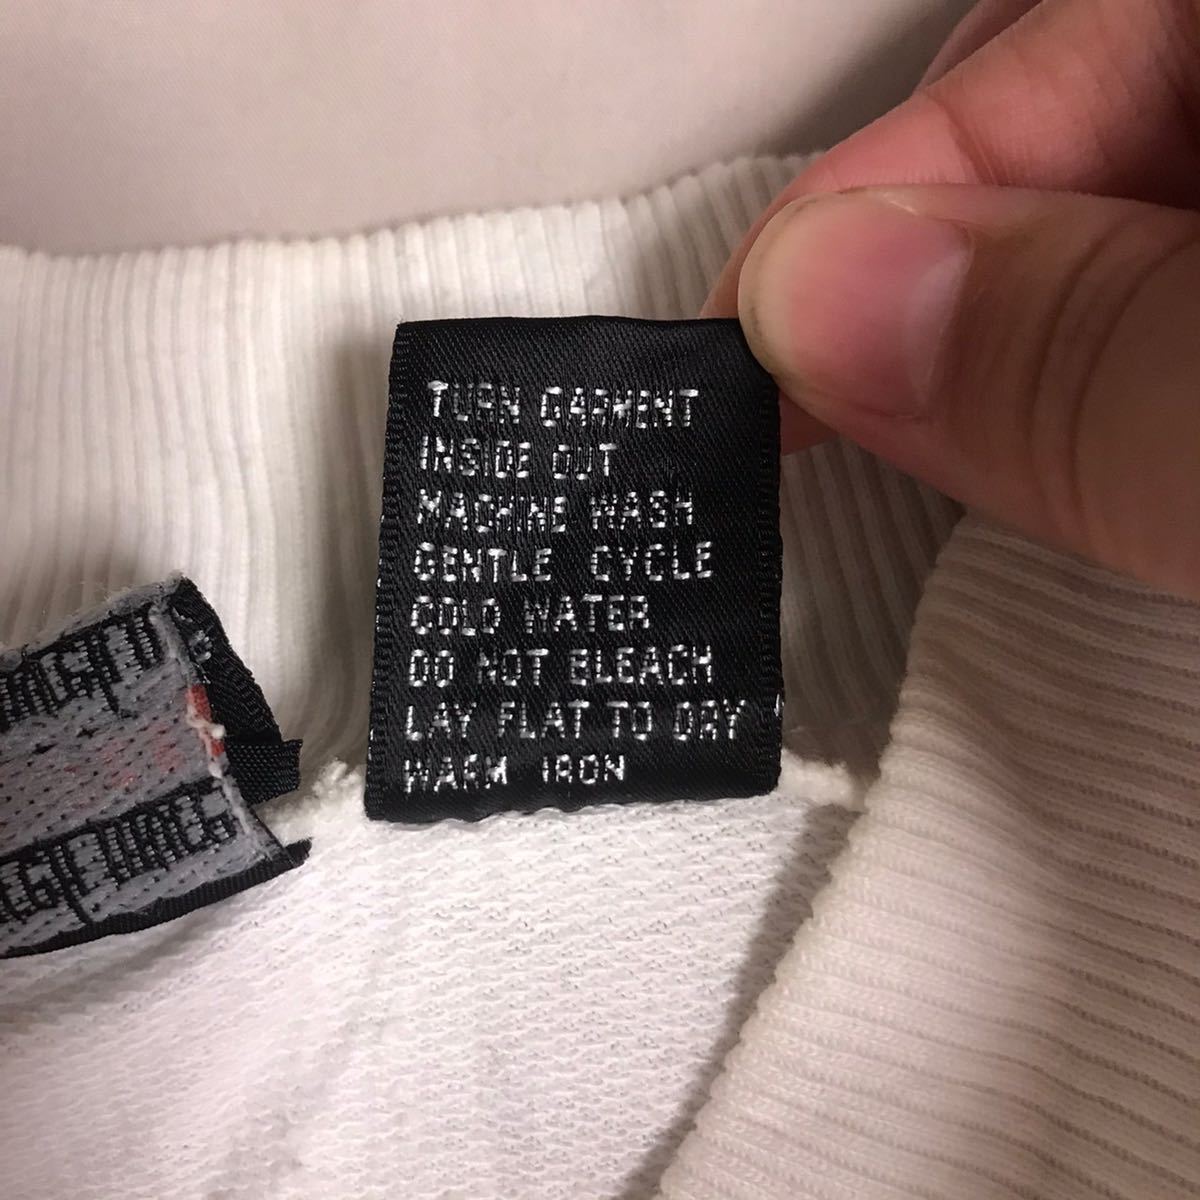 TURN GARMENT
INSIDE OUT
MACHINE WASH
GENTLE CYCLE
COLD WATER
DO NOT BLEACH
LAY FLAT TO DRY
WARM IRON